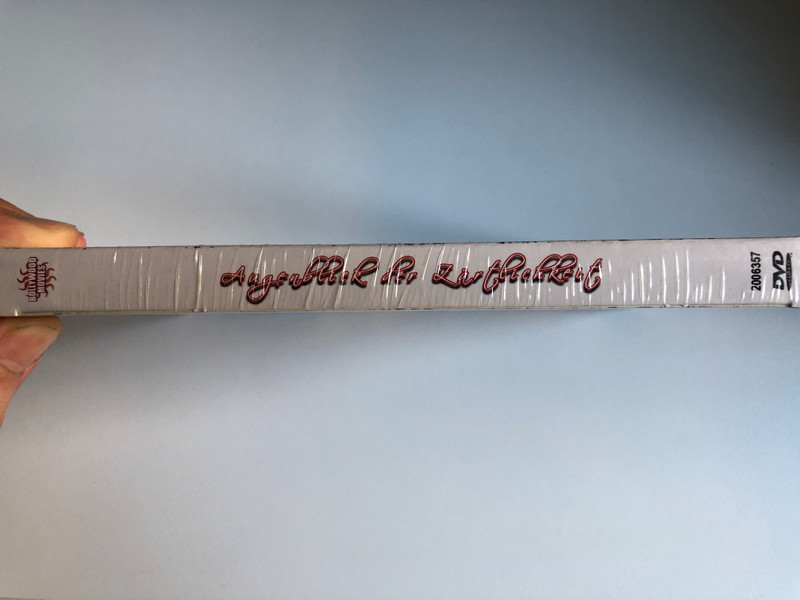 Augenblick der Zärtlichkeit
2006357
DVD